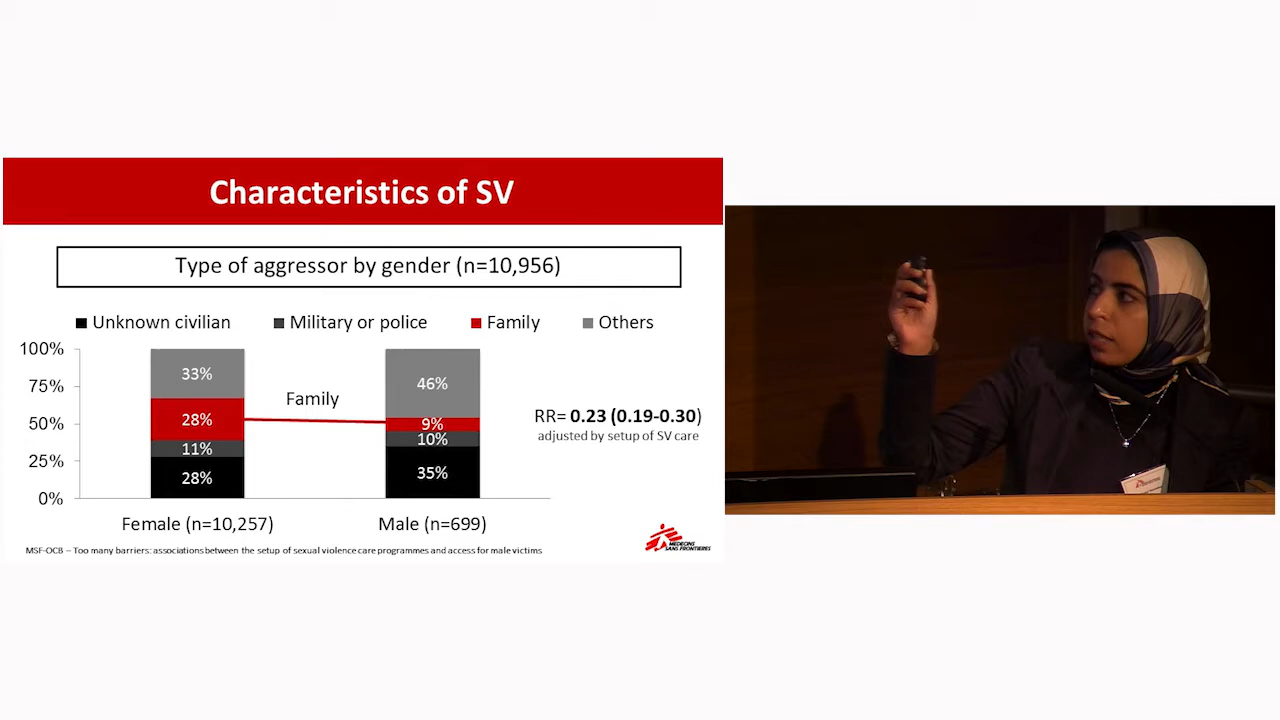 Characteristics of SV
Type of aggressor by gender (n=10,956)
Unknown civilian Military or police Family Others
100%
75%
50%
25%
0%
33%
28%
11%
28%
Family
46%
9%
10%
35%
RR= 0.23 (0.19-0.30)
adjusted by setup of SV care
Female (n=10,257) Male (n=699)
MSF-OCB – Too many barriers: associations between the setup of sexual violence care programmes and access for male victims
MEDECINS
SANS FRONTIERES